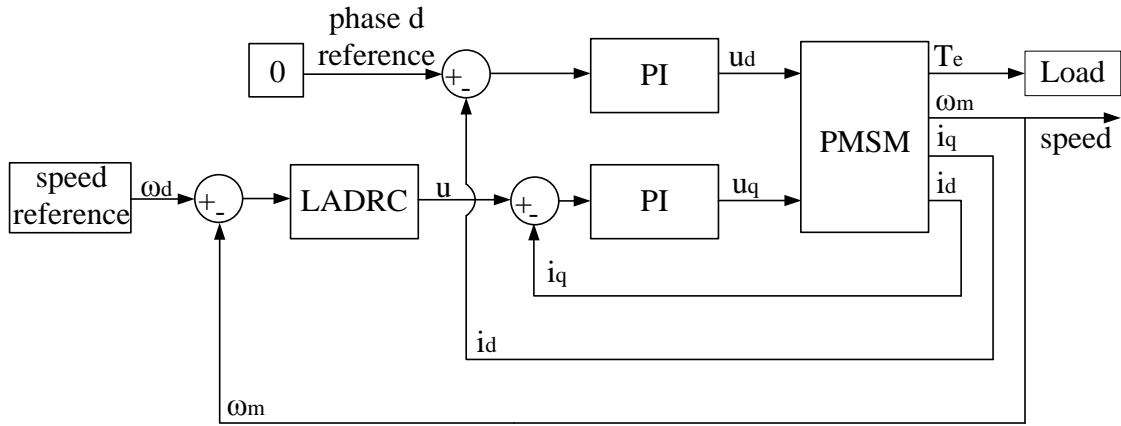 phase d
reference
0
+
-
PI
ud
Te
Load
ωm
speed
iq
id
PMSM
speed
reference
ωd
+
-
LADRC
u
+
-
PI
uq
iq
id
ωm